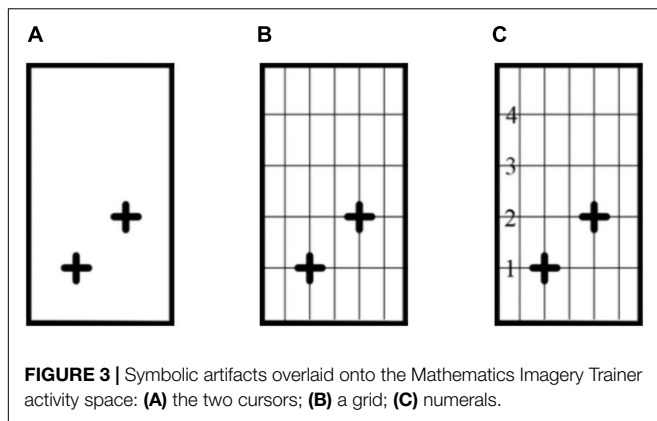 A B C
4
3
2
1
FIGURE 3 | Symbolic artifacts overlaid onto the Mathematics Imagery Trainer
activity space: (A) the two cursors; (B) a grid; (C) numerals.